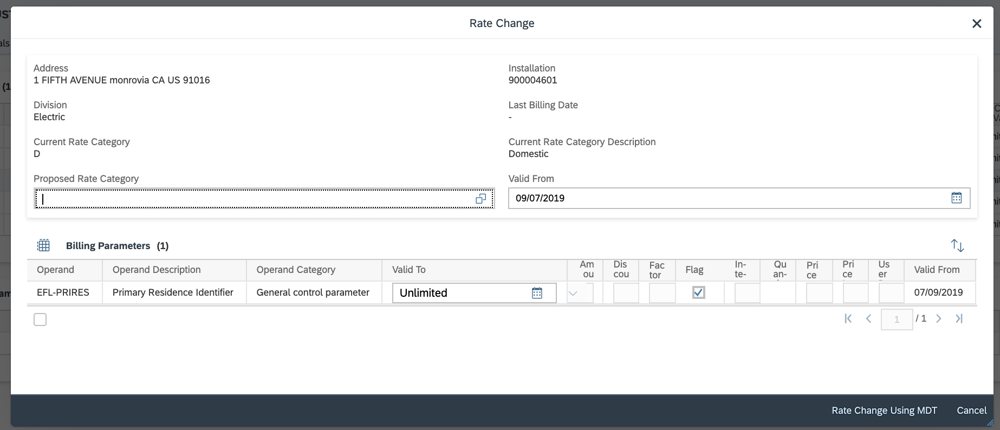 Rate Change
Address
1 FIFTH AVENUE monrovia CA US 91016
Installation
900004601
Division
Electric
Last Billing Date
-
Current Rate Category
D
Current Rate Category Description
Domestic
Proposed Rate Category
Valid From
09/07/2019
Billing Parameters (1)
Operand Operand Description Operand Category Valid To Am ou Dis cou Fac tor Flag In- te- Qu an- Pri ce Pri ce Us er Valid From
EFL-PRIRES Primary Residence Identifier General control parameter Unlimited 07/09/2019
1 / 1
Rate Change Using MDT Cancel